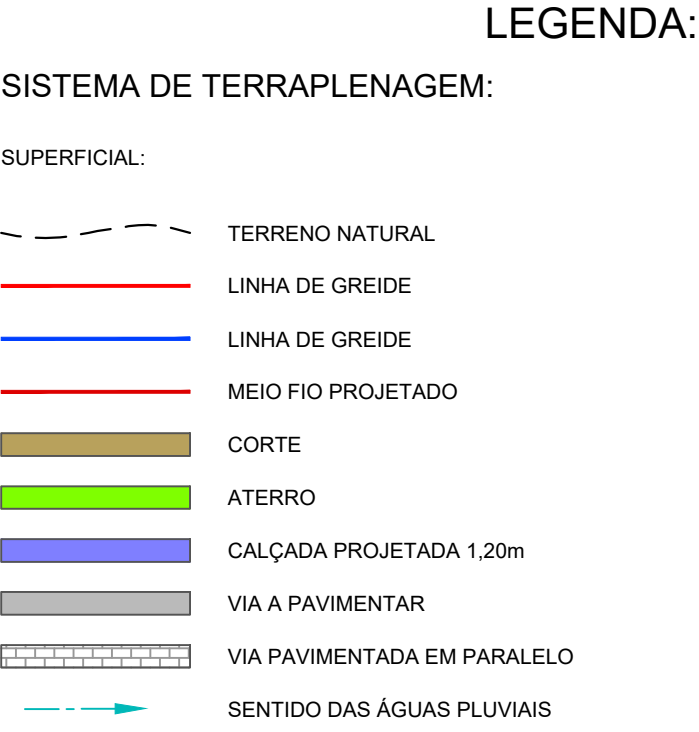 LEGENDA:
SISTEMA DE TERRAPLENAGEM:
SUPERFICIAL:
TERRENO NATURAL
LINHA DE GREIDE
LINHA DE GREIDE
MEIO FIO PROJETADO
CORTE
ATERRO
CALÇADA PROJETADA 1,20m
VIA A PAVIMENTAR
VIA PAVIMENTADA EM PARALELO
SENTIDO DAS ÁGUAS PLUVIAIS